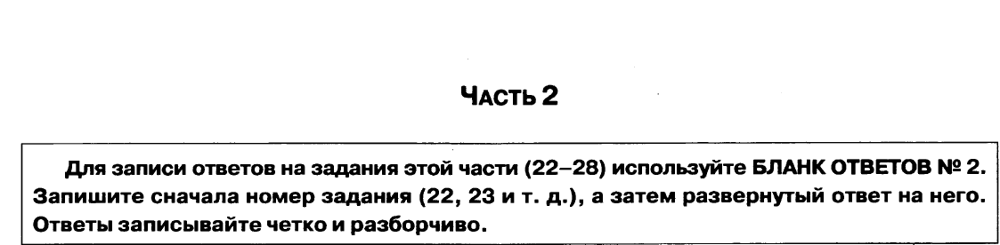 Часть 2
Для записи ответов на задания этой части (22–28) используйте БЛАНК ОТВЕТОВ № 2.
Запишите сначала номер задания (22, 23 и т. д.), а затем развернутый ответ на него.
Ответы записывайте четко и разборчиво.